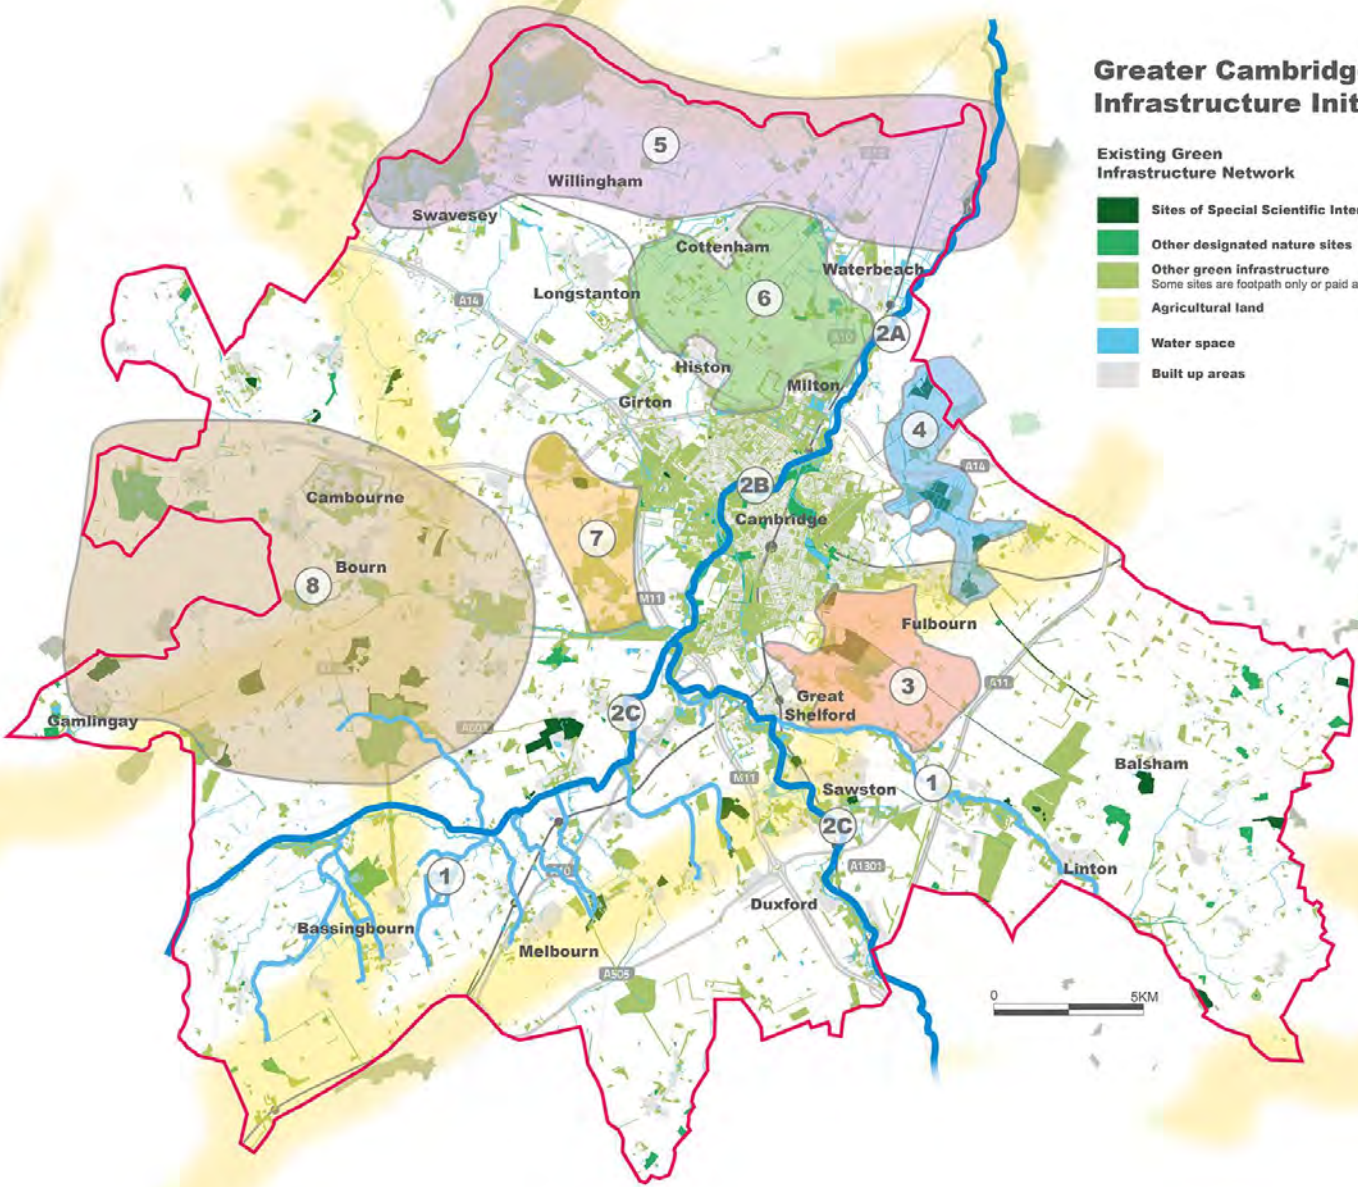 Greater Cambridg
Infrastructure Init
Existing Green
Infrastructure Network
Sites of Special Scientific Inter
Other designated nature sites
Other green infrastructure
Some sites are footpath only or paid a
Agricultural land
Water space
Built up areas
5
Willingham
Swavesey
Cottenham
Waterbeach
Longstanton
6
A14
2A
A10
Histon
Milton
Girton
4
A14
2B
Cambourne
Cambridge
7
Bourn
8
M11
Fulbourn
3
A11
Great
Shelford
2C
Gamlingay
Balsham
M11
1
Sawston
2C
A1301
Linton
1
Duxford
Bassingbourn
Melbourn
A505
0
5KM